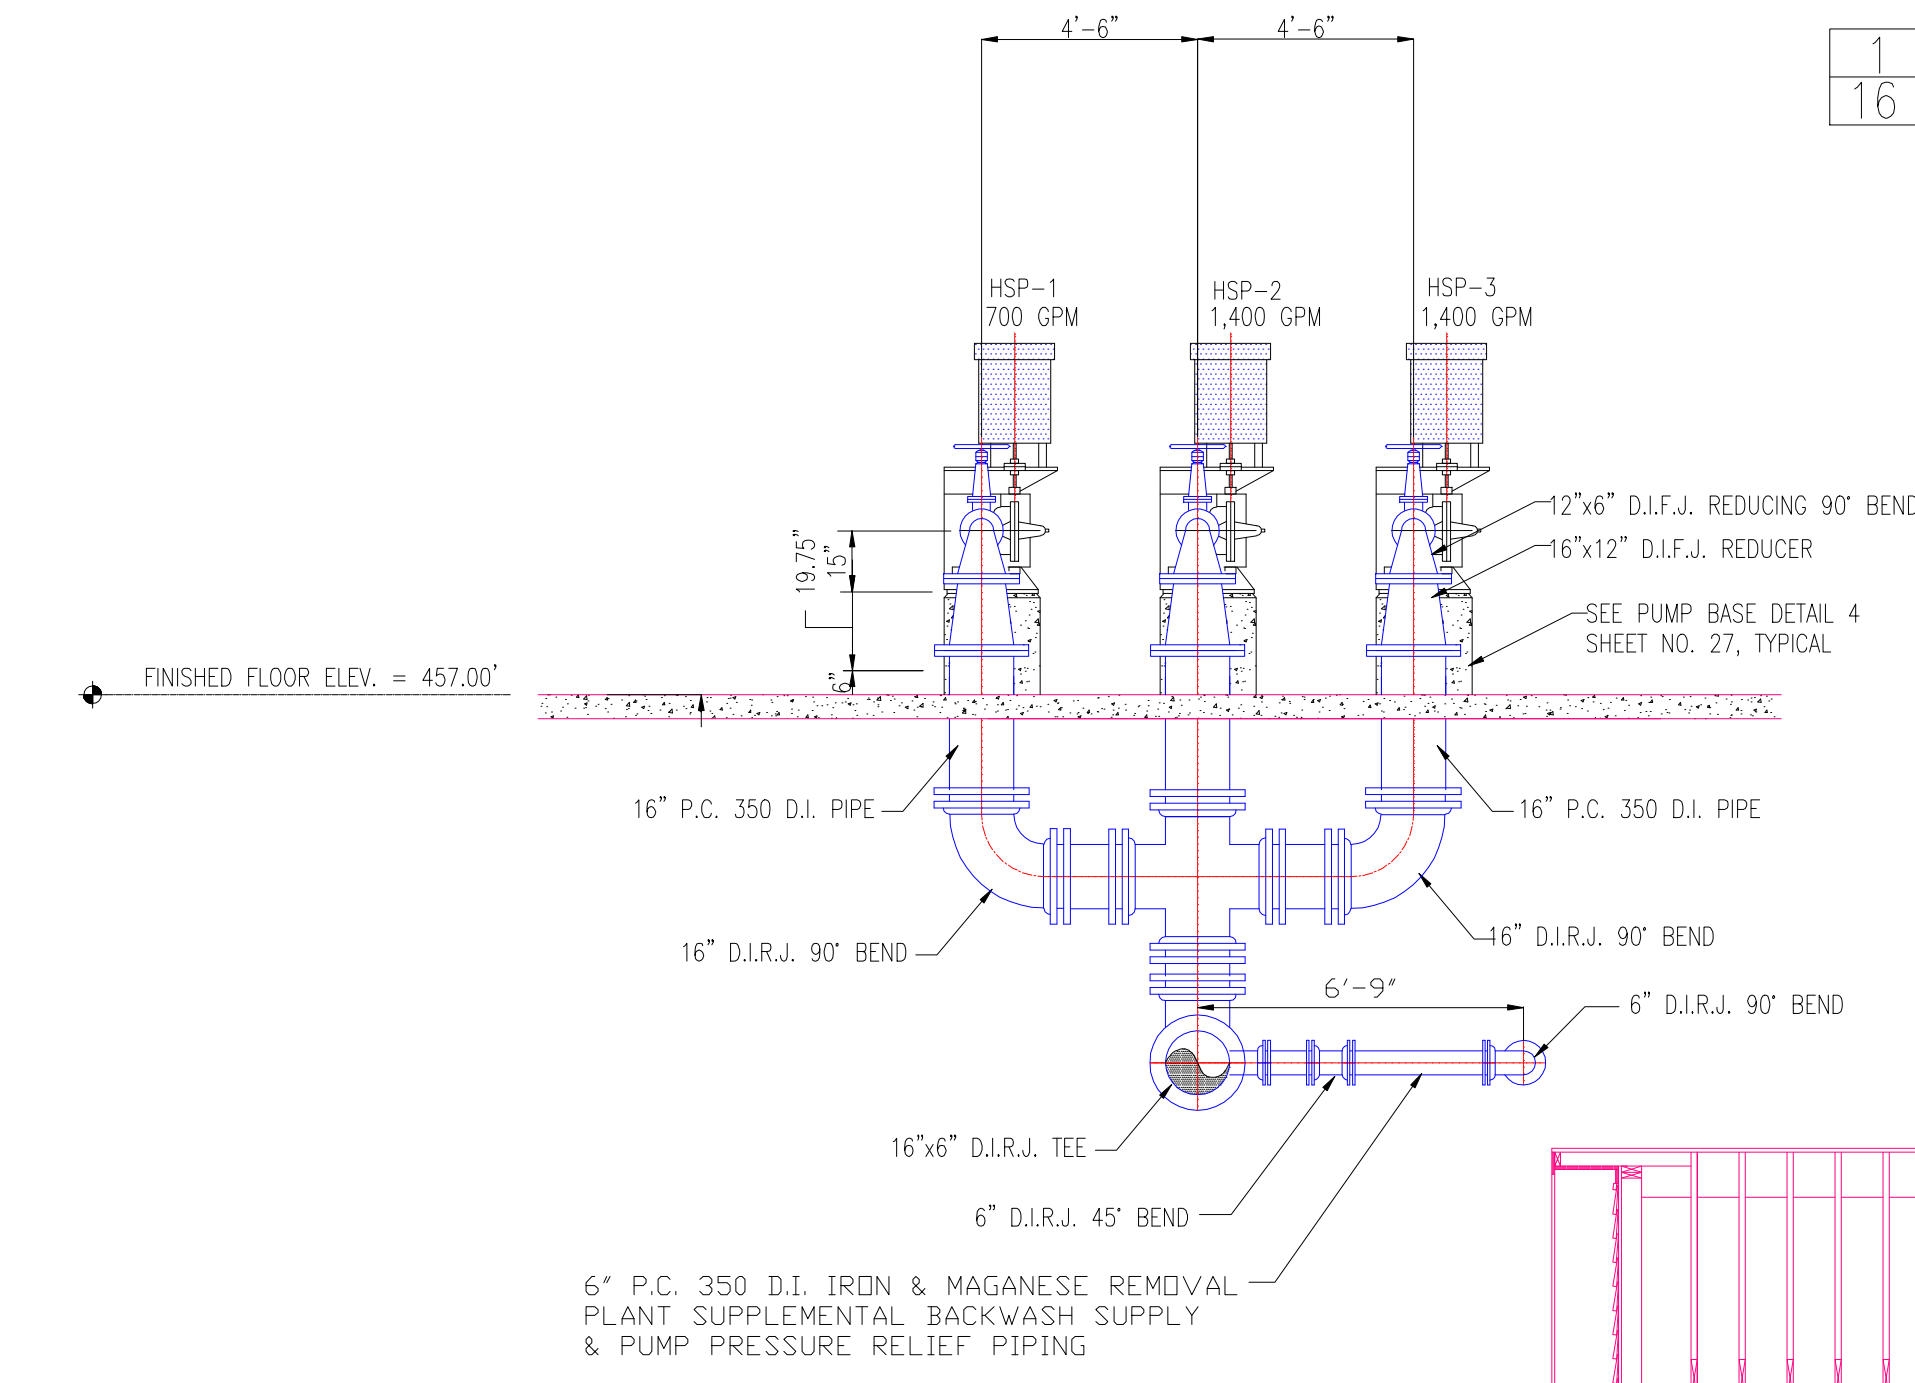 4'-6"
4'-6"
1
16
HSP-1
700 GPM
HSP-2
1,400 GPM
HSP-3
1,400 GPM
12"x6" D.I.F.J. REDUCING 90° BEND
16"x12" D.I.F.J. REDUCER
19.75"
15"
SEE PUMP BASE DETAIL 4
SHEET NO. 27, TYPICAL
FINISHED FLOOR ELEV. = 457.00'
6"
16" P.C. 350 D.I. PIPE
16" P.C. 350 D.I. PIPE
16" D.I.R.J. 90° BEND
16" D.I.R.J. 90° BEND
6'-9"
6" D.I.R.J. 90° BEND
16"x6" D.I.R.J. TEE
6" D.I.R.J. 45° BEND
6" P.C. 350 D.I. IRON & MAGANESE REMOVAL
PLANT SUPPLEMENTAL BACKWASH SUPPLY
& PUMP PRESSURE RELIEF PIPING